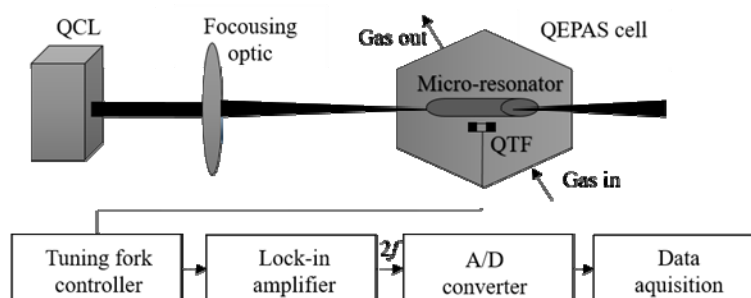 QCL
Focousing
optic
Gas out
QEPAS cell
Micro-resonator
QTF
Gas in
Tuning fork
controller
Lock-in
amplifier
2f
A/D
converter
Data
aquisition